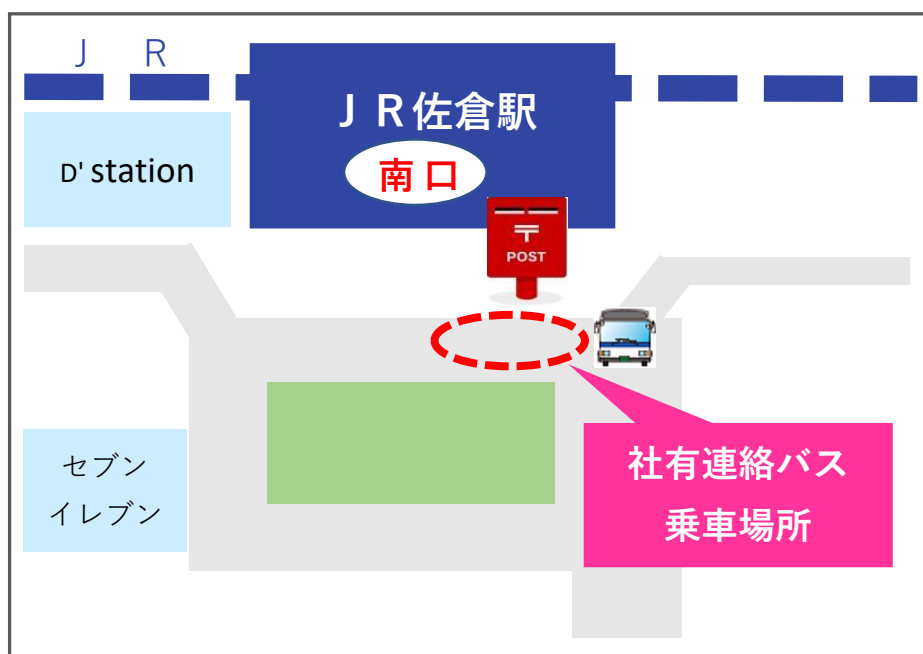 Ｊ Ｒ
ＪＲ佐倉駅
南口
D' station
〒
POST
セブン
イレブン
社有連絡バス
乗車場所